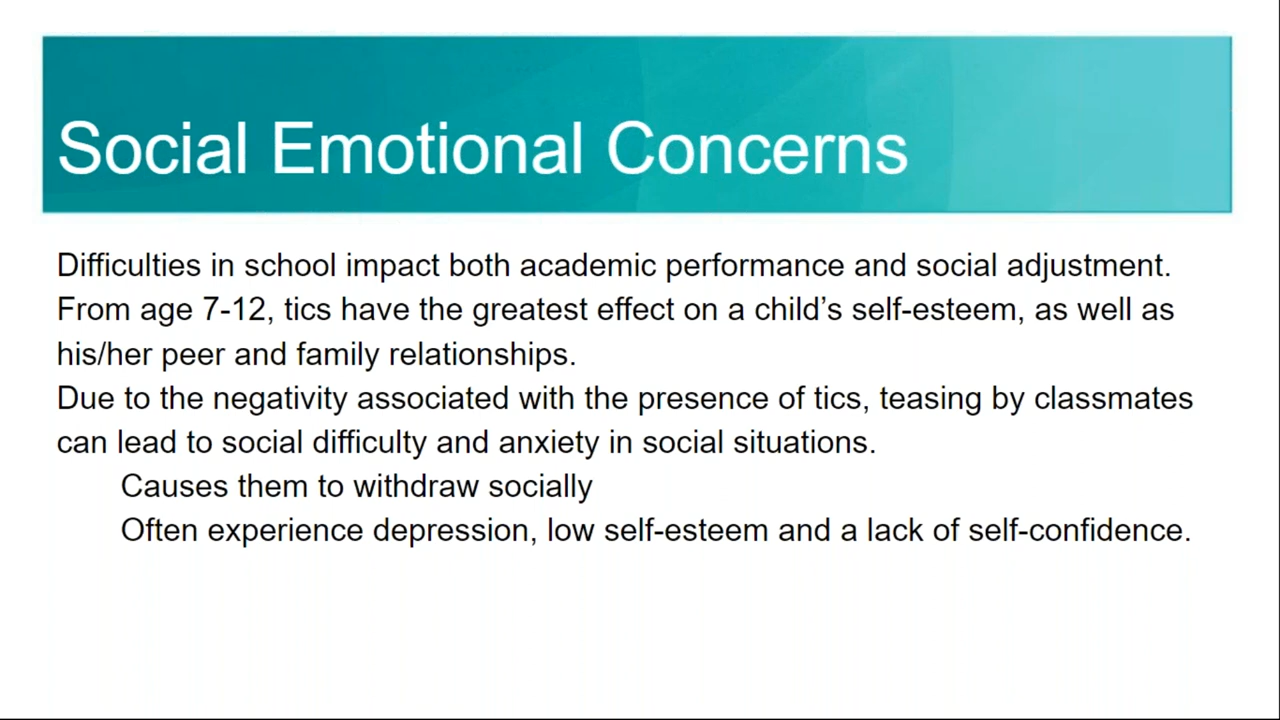 Social Emotional Concerns
Difficulties in school impact both academic performance and social adjustment.
From age 7-12, tics have the greatest effect on a child’s self-esteem, as well as
his/her peer and family relationships.
Due to the negativity associated with the presence of tics, teasing by classmates
can lead to social difficulty and anxiety in social situations.
Causes them to withdraw socially
Often experience depression, low self-esteem and a lack of self-confidence.